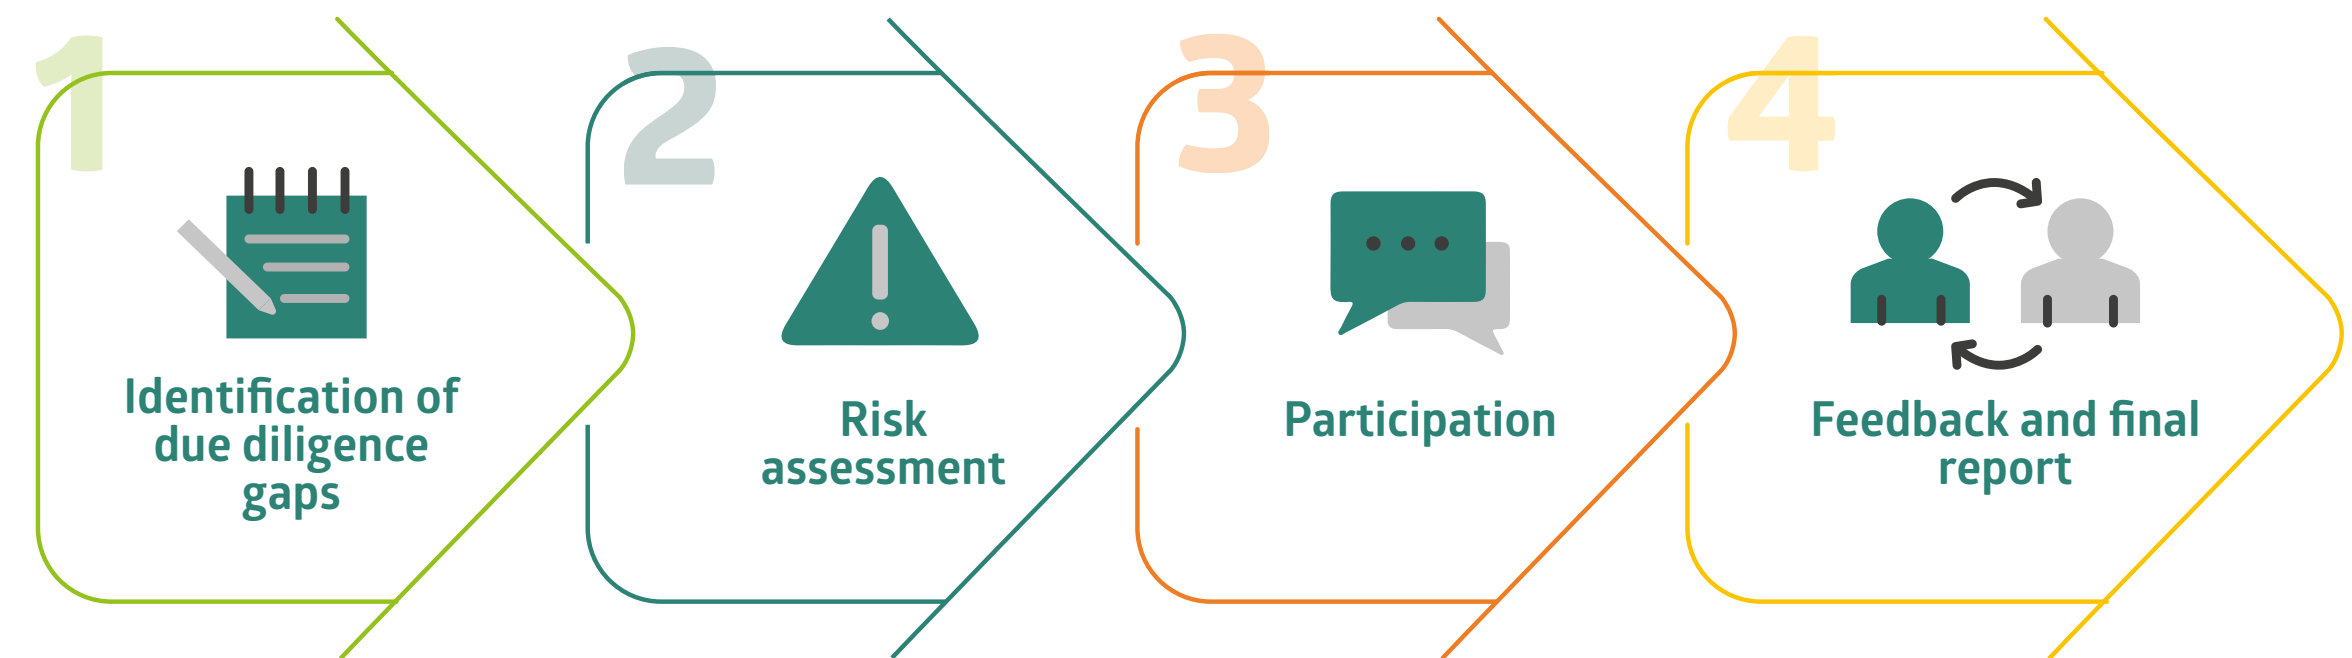 1
Identification of
due diligence
gaps
2
Risk
assessment
3
Participation
4
Feedback and final
report